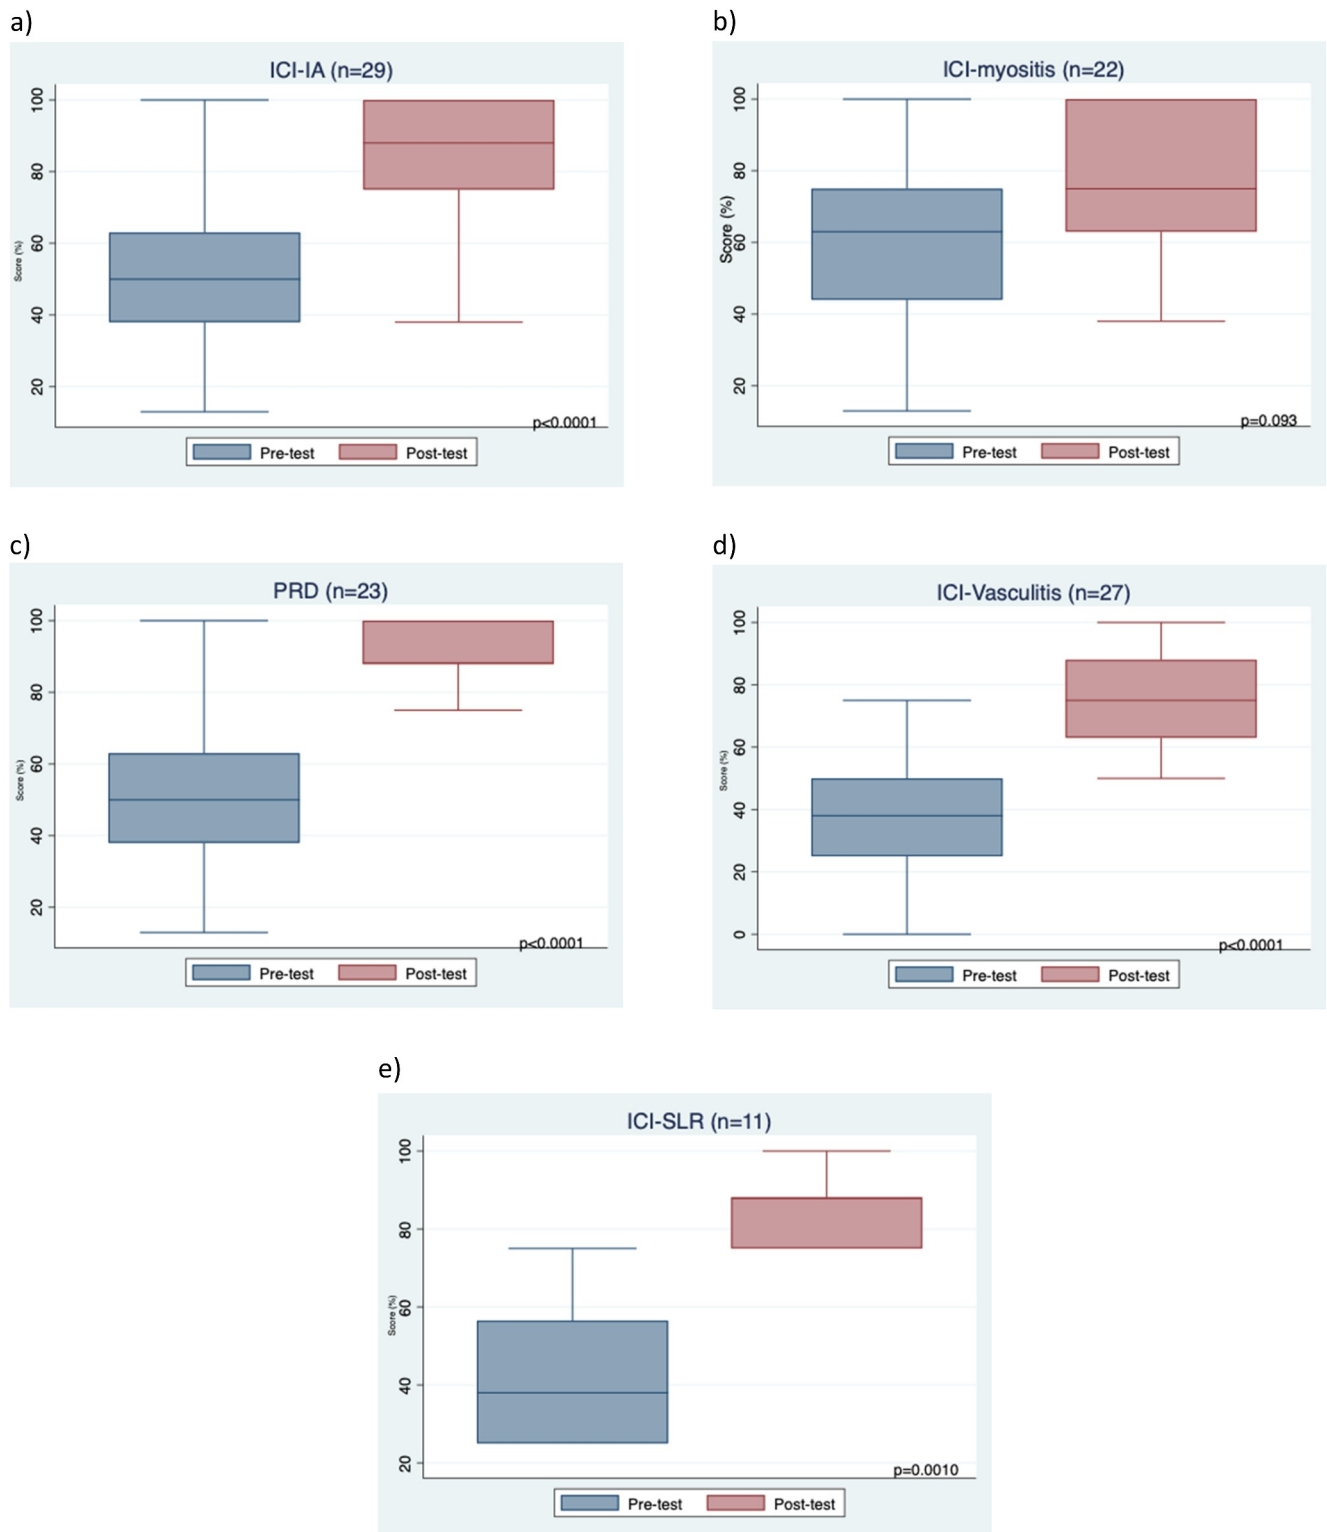 a)
ICI-IA (n=29)
Score (%)
100
80
60
40
20
p<0.0001
Pre-test Post-test
b)
ICI-myositis (n=22)
Score (%)
100
80
60
40
20
p=0.093
Pre-test Post-test
c)
PRD (n=23)
Score (%)
100
80
60
40
20
p<0.0001
Pre-test Post-test
d)
ICI-Vasculitis (n=27)
Score (%)
100
80
60
40
20
0
p<0.0001
Pre-test Post-test
e)
ICI-SLR (n=11)
Score (%)
100
80
60
40
20
p=0.0010
Pre-test Post-test